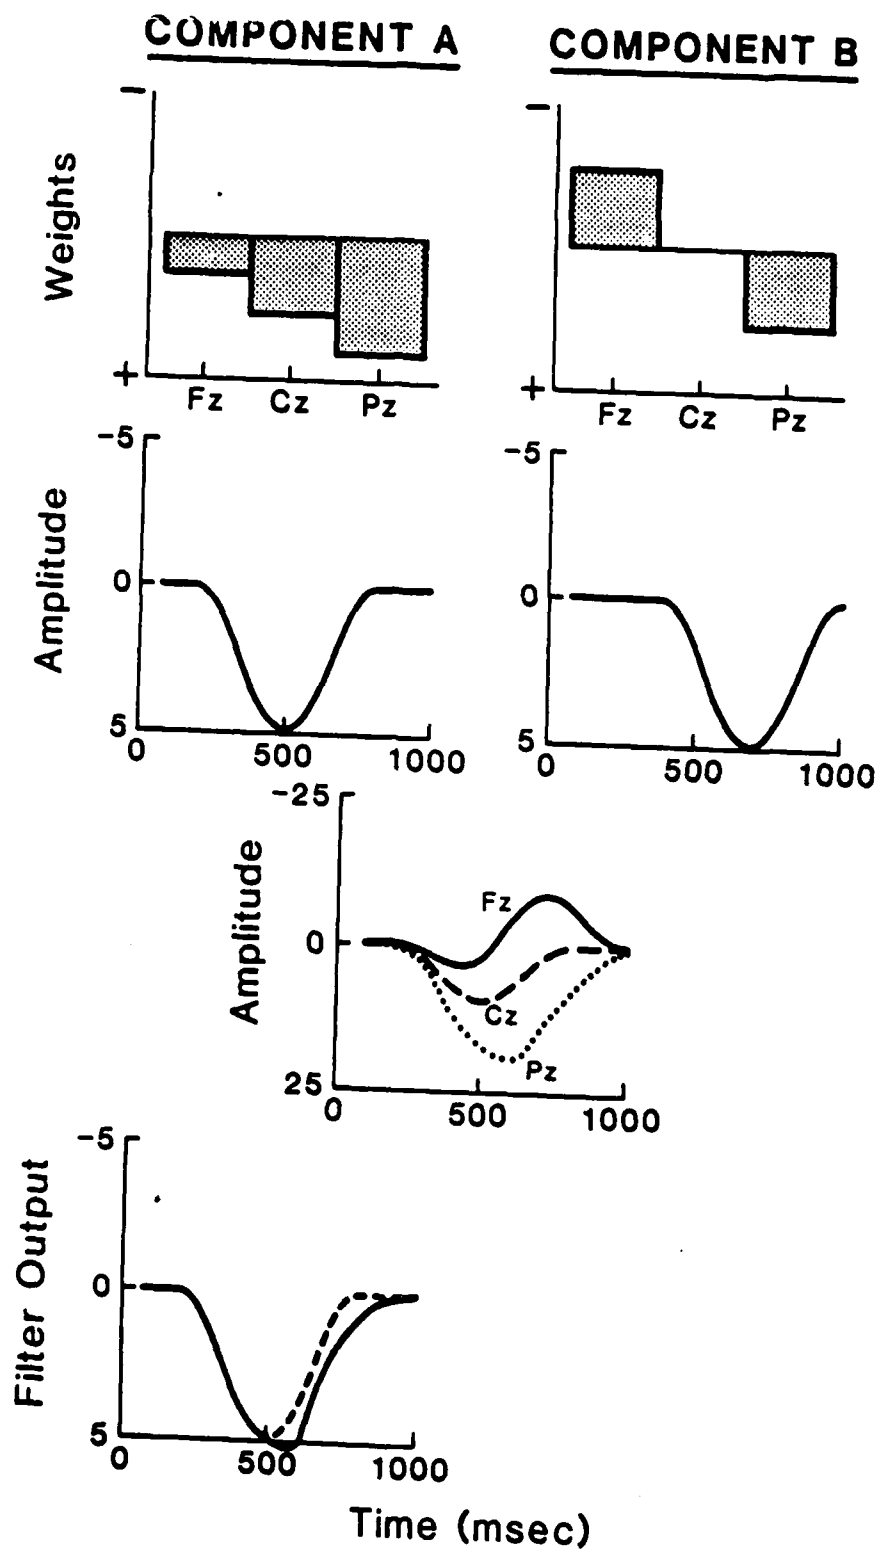 COMPONENT A
COMPONENT B
Weights
−
+
Fz Cz Pz
−
+
Fz Cz Pz
Amplitude
-5
0
5
0 500 1000
-5
0
5
0 500 1000
Amplitude
-25
0
25
Fz
Cz
Pz
0 500 1000
Filter Output
-5
0
5
0 500 1000
Time (msec)